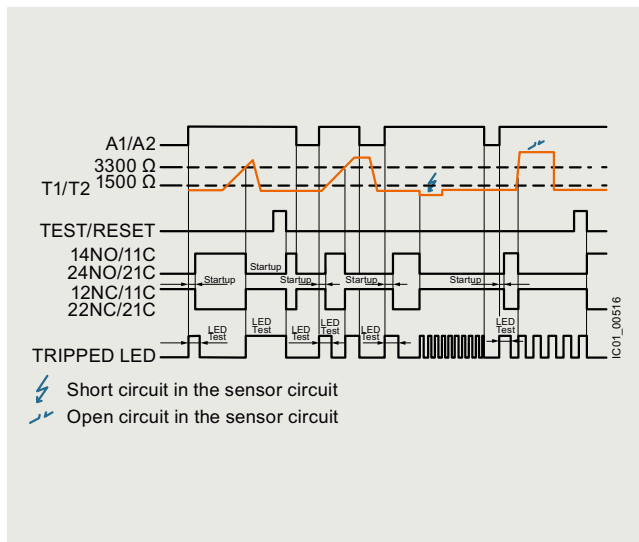 A1/A2
3300 Ω
T1/T2 1500 Ω
TEST/RESET
14NO/11C
24NO/21C
12NC/11C
22NC/21C
Startup
Startup
Startup
Startup
Startup
LED Test
LED Test
LED Test
LED Test
LED Test
LED Test
LED Test
TRIPPED LED
IC01_00516
Short circuit in the sensor circuit
Open circuit in the sensor circuit